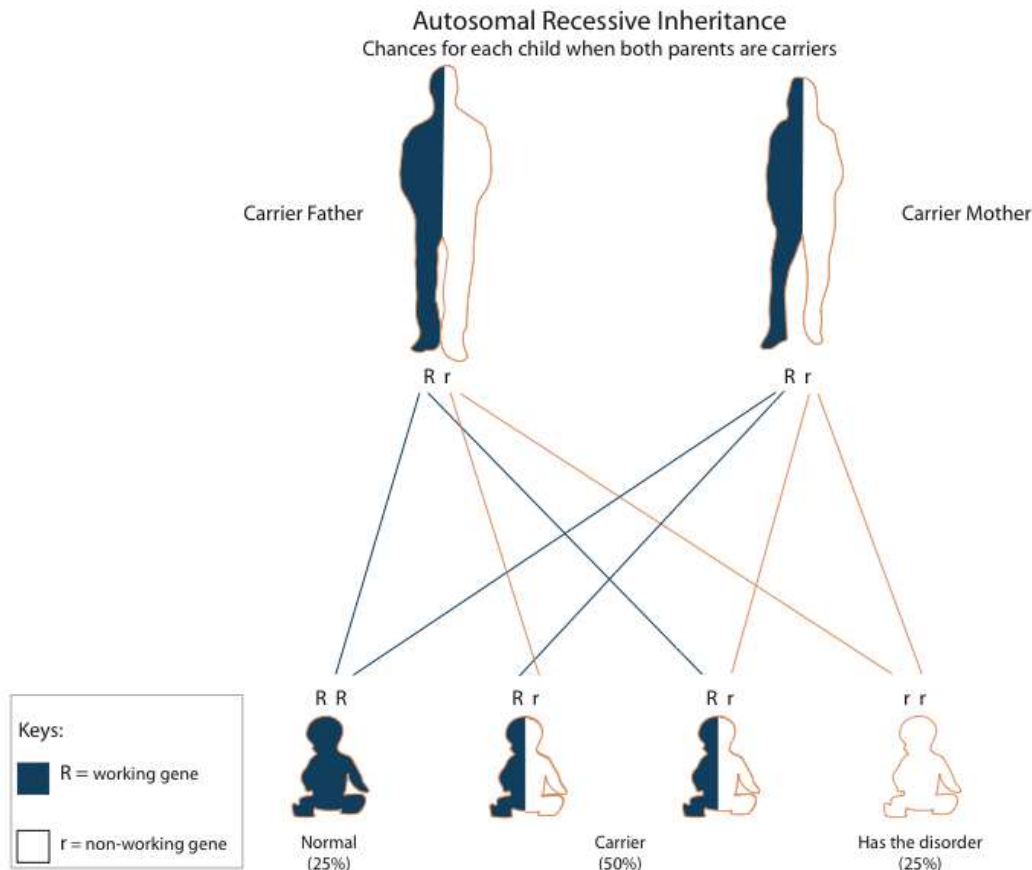 Autosomal Recessive Inheritance
Chances for each child when both parents are carriers
Carrier Father
Carrier Mother
R r
R r
R R
R r
R r
r r
Keys:
R = working gene
r = non-working gene
Normal
(25%)
Carrier
(50%)
Has the disorder
(25%)